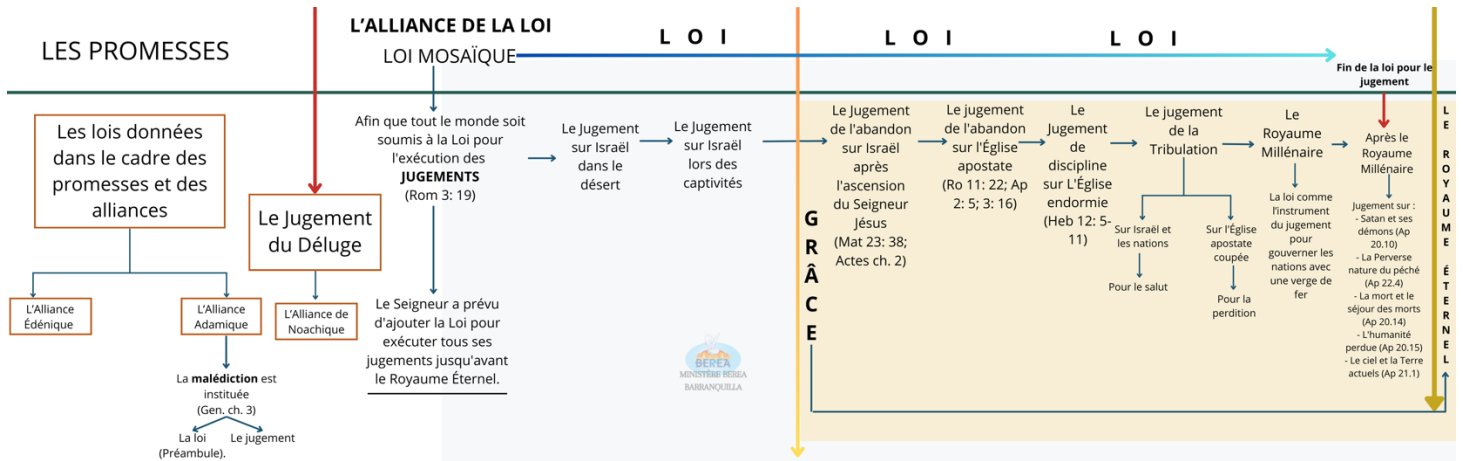 LES PROMESSES
L'ALLIANCE DE LA LOI
LOI MOSAÏQUE
L O I
L O I
L O I
Fin de la loi pour le
jugement
Les lois données
dans le cadre des
promesses et des
alliances
L'Alliance
Édénique
L'Alliance
Adamique
La malédiction est
instituée
(Gen. ch. 3)
La loi
(Préambule).
Le jugement
Le Jugement
du Déluge
L'Alliance de
Noachique
Afin que tout le monde soit
soumis à la Loi pour
l'exécution des
JUGEMENTS
(Rom 3: 19)
Le Seigneur a prévu
d'ajouter la Loi pour
exécuter tous ses
jugements jusqu'avant
le Royaume Éternel.
Le Jugement
sur Israël
dans le
désert
Le Jugement
sur Israël
lors des
captivités
BEREA
MINISTÈRE BEREA
BARRANQUILLA
G
R
Â
C
E
Le Jugement
de l'abandon
sur Israël
après
l'ascension
du Seigneur
Jésus
(Mat 23: 38;
Actes ch. 2)
Le jugement
de l'abandon
sur l'Église
apostate
(Ro 11: 22; Ap
2: 5; 3: 16)
Le
Jugement
de
discipline
sur L'Église
endormie
(Heb 12: 5-
11)
Le jugement
de la
Tribulation
Sur Israël et
les nations
Pour le salut
Sur l'Église
apostate
coupée
Pour la
perdition
Le
Royaume
Millénaire
La loi comme
l'instrument
du jugement
pour
gouverner les
nations avec
une verge de
fer
Après le
Royaume
Millénaire
Jugement sur :
- Satan et ses
démons (Ap
20.10)
- La Perverse
nature du péché
(Ap 22.4)
- La mort et le
séjour des morts
(Ap 20.14)
- L'humanité
perdue (Ap 20.15)
- Le ciel et la Terre
actuels (Ap 21.1)
L
E
R
O
Y
A
U
M
E
É
T
E
R
N
E
L